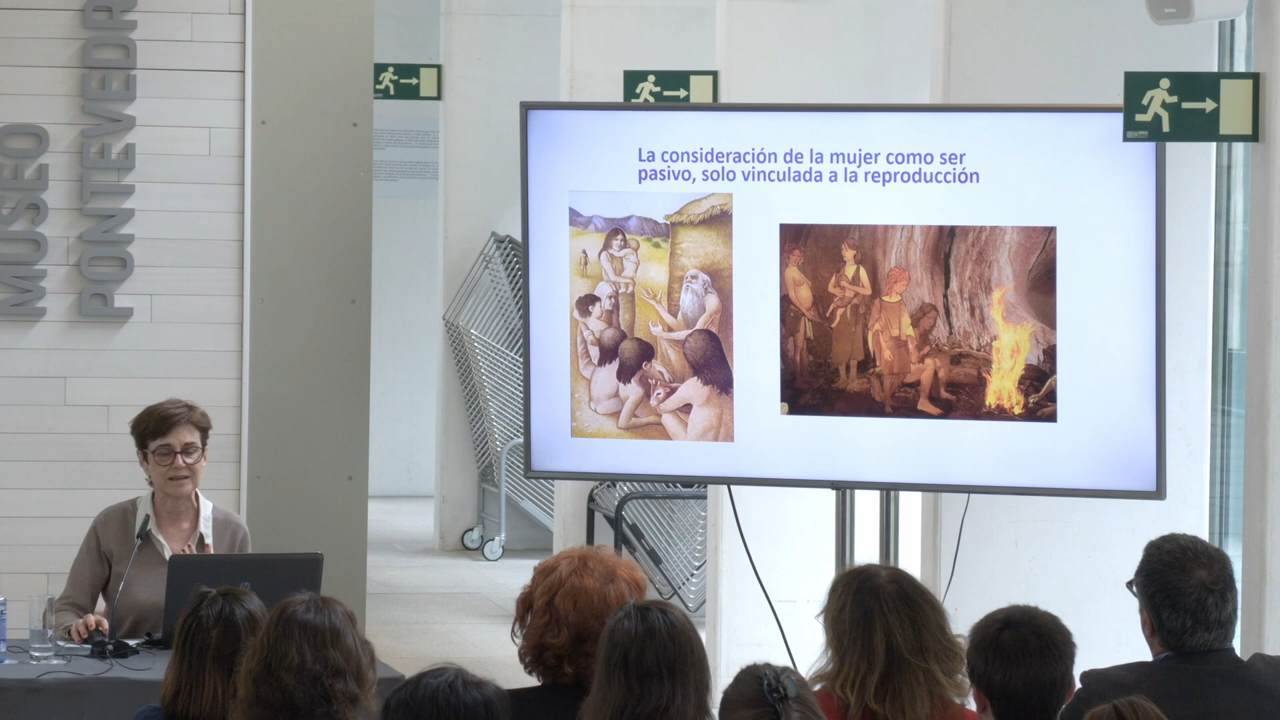 MUSEO
PONTEVEDR
La consideración de la mujer como ser
pasivo, solo vinculada a la reproducción